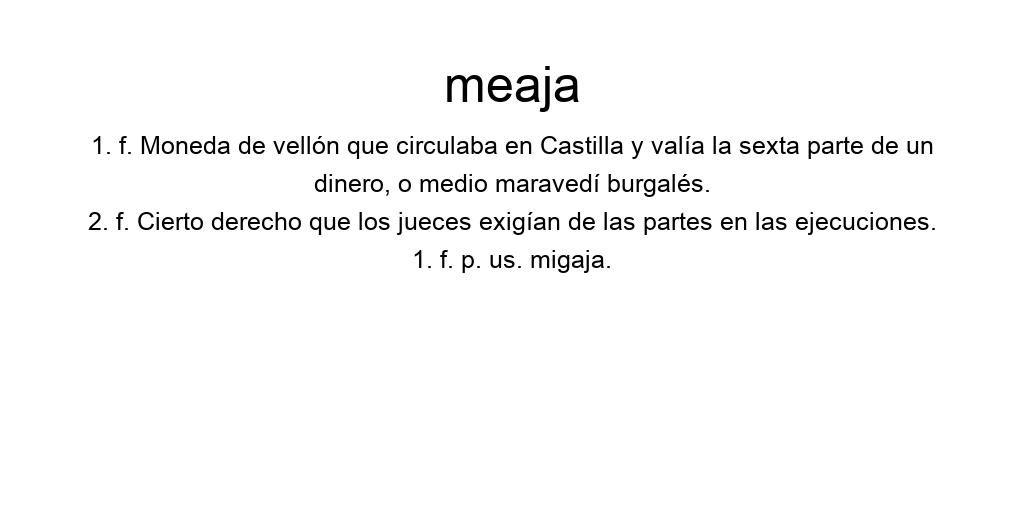 meaja
1. f. Moneda de vellón que circulaba en Castilla y valía la sexta parte de un
dinero, o medio maravedí burgalés.
2. f. Cierto derecho que los jueces exigían de las partes en las ejecuciones.
1. f. p. us. migaja.